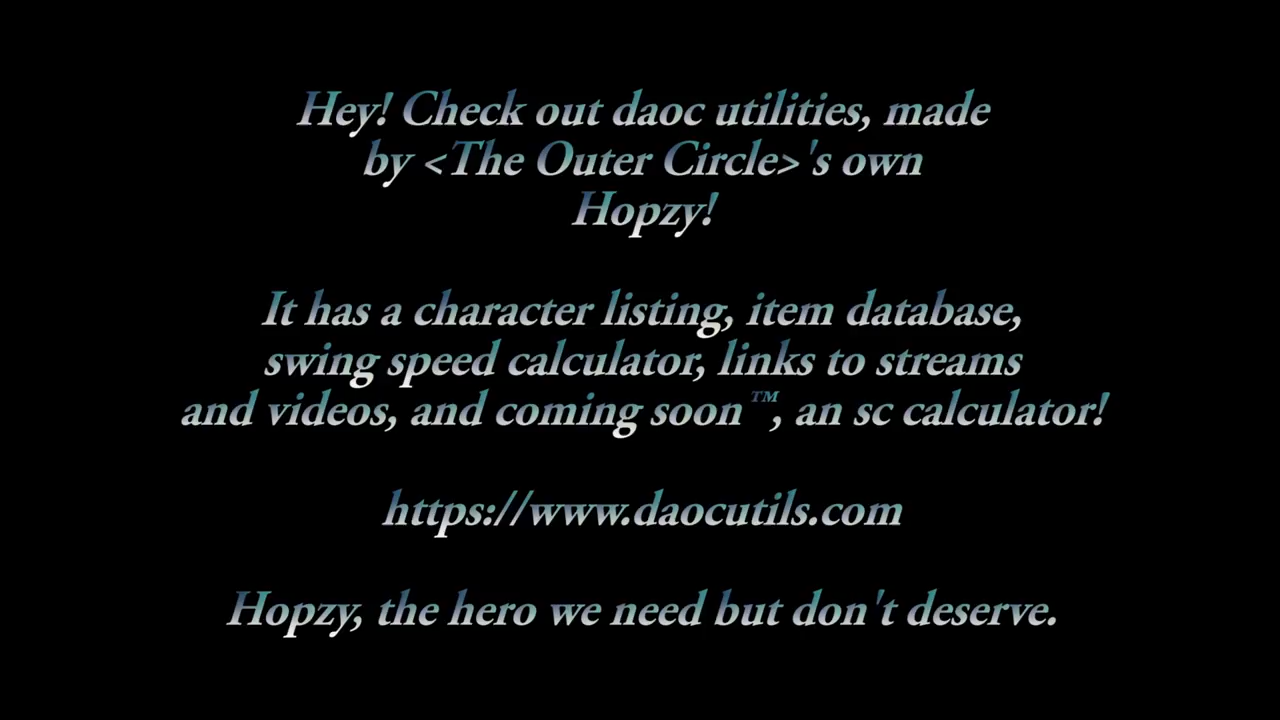 Hey! Check out daoc utilities, made
by <The Outer Circle>'s own
Hopzy!
It has a character listing, item database,
swing speed calculator, links to streams
and videos, and coming soon™, an sc calculator!
https://www.daocutils.com
Hopzy, the hero we need but don't deserve.